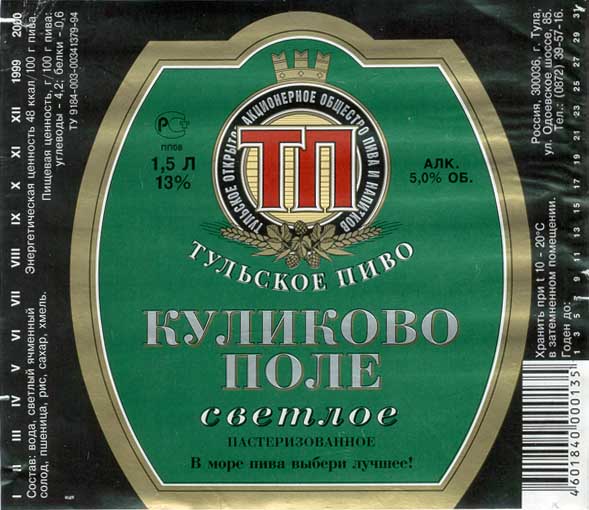 I II III IV V VI VII VIII IX X XI XII 1999 2000
Состав: вода, светлый ячменный
солод, пшеница, рис, сахар, хмель.
Энергетическая ценность 48 ккал/100 г пива.
Пищевая ценность, г/100 г пива:
углеводы - 4,2; белки - 0,6
ТУ 9184-003-00341379-94
РС
ПП08
1,5 Л
13%
ТУЛЬСКОЕ ОТКРЫТОЕ АКЦИОНЕРНОЕ ОБЩЕСТВО ПИВА И НАПИТКОВ
ТП
АЛК.
5,0% ОБ.
ТУЛЬСКОЕ ПИВО
КУЛИКОВО
ПОЛЕ
светлое
ПАСТЕРИЗОВАННОЕ
В море пива выбери лучшее!
Россия, 300036, г. Тула,
ул. Одоевское шоссе, 85.
Тел.: (0872) 39-57-16.
Хранить при t 10 - 20°С
в затемненном помещении.
Годен до:
1 3 5 7 9 11 13 15 17 19 21 23 25 27 29 31
4601840000135